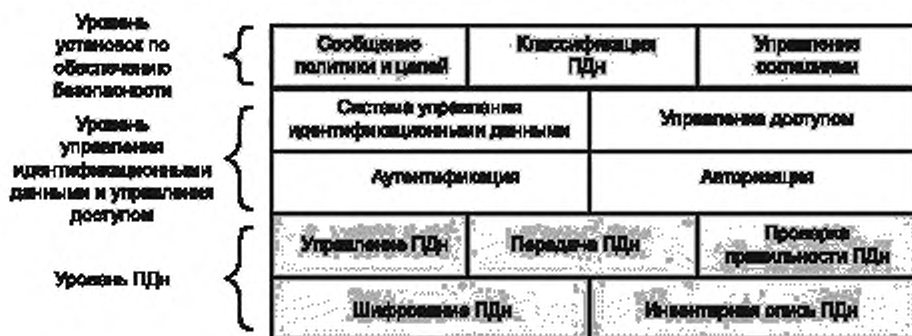 Уровень
установок по
обеспечению
безопасности
Сообщение
политики и целей
Классификация
ПДн
Управление
согласиями
Уровень
управления
идентификационными
данными и управления
доступом
Система управления
идентификационными данными
Управление доступом
Аутентификация
Авторизация
Уровень ПДн
Управление ПДн
Передача ПДн
Проверка
правильности ПДн
Шифрование ПДн
Инвентарная опись ПДн